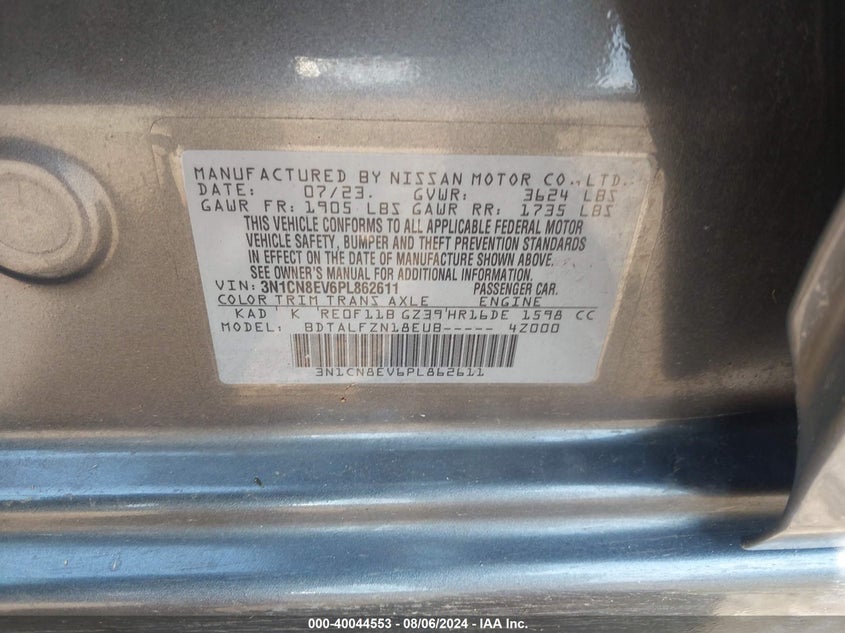 MANUFACTURED BY NISSAN MOTOR CO.,LTD.
DATE: 07/23. GVWR: 3624 LBS
GAWR FR: 1905 LBS GAWR RR: 1735 LBS
THIS VEHICLE CONFORMS TO ALL APPLICABLE FEDERAL MOTOR
VEHICLE SAFETY, BUMPER AND THEFT PREVENTION STANDARDS
IN EFFECT ON THE DATE OF MANUFACTURE SHOWN ABOVE.
SEE OWNER'S MANUAL FOR ADDITIONAL INFORMATION.
VIN: 3N1CN8EV6PL862611 PASSENGER CAR.
COLOR TRIM TRANS AXLE ENGINE
KAD K RE0F11B GZ39 HR16DE 1598 CC
MODEL: BDTALFZN18EUB----- 4Z000
3N1CN8EV6PL862611
000-40044553 - 08/06/2024 - IAA Inc.